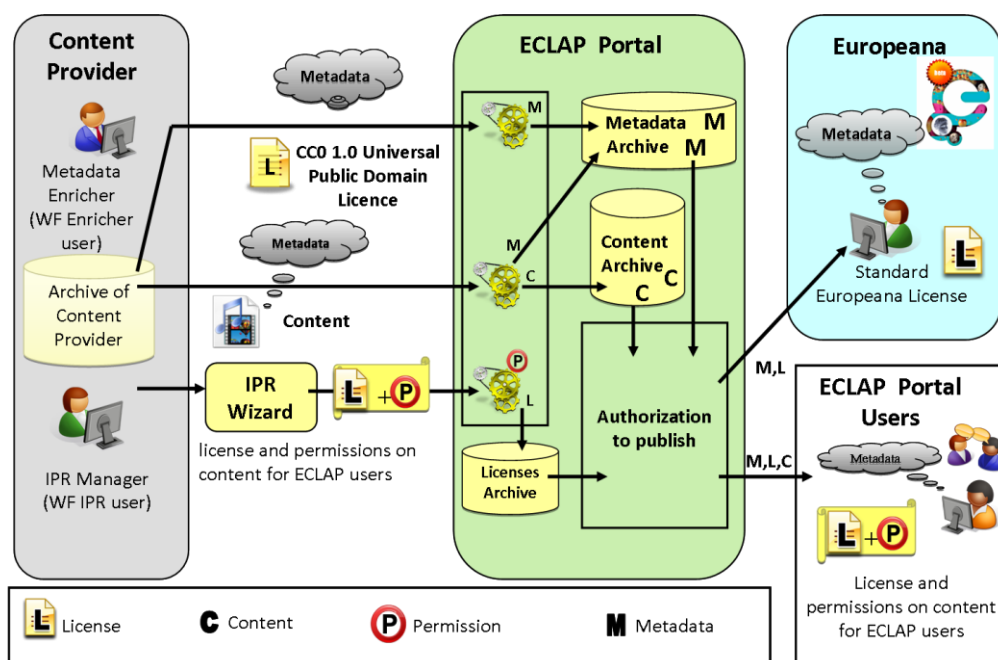 Content
Provider
Metadata
Enricher
(WF Enricher
user)
Archive of
Content
Provider
IPR Manager
(WF IPR user)
Metadata
L
CC0 1.0 Universal
Public Domain
Licence
Metadata
Content
IPR
Wizard
L + P
license and permissions on
content for ECLAP users
ECLAP Portal
M
Metadata M
Archive M
M
C
Content
Archive C
C
P
L
Licenses
Archive
Authorization
to publish
M,L
M,L,C
Europeana
Metadata
L
Standard
Europeana License
ECLAP Portal
Users
Metadata
L + P
License and
permissions on content
for ECLAP users
L License C Content P Permission M Metadata